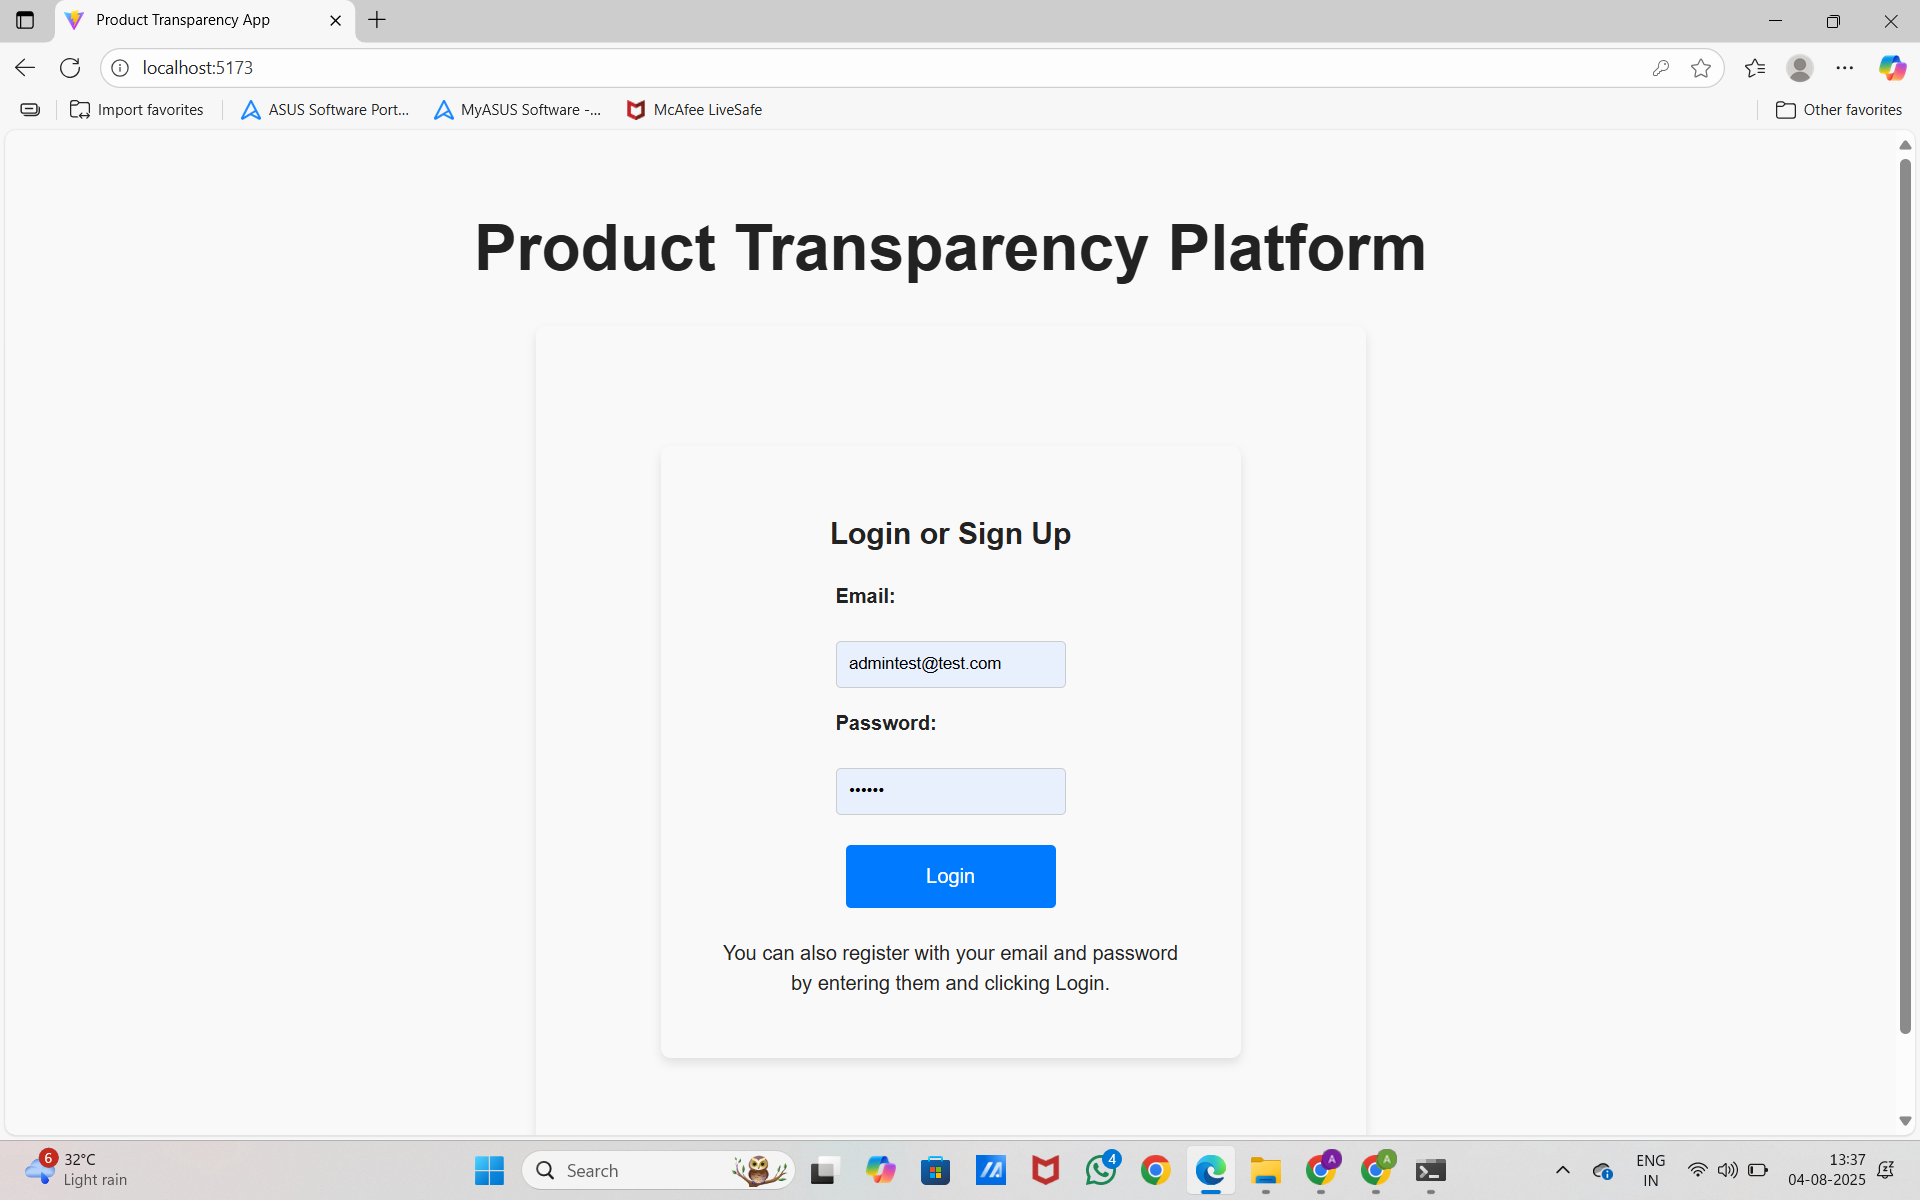 Product Transparency App
localhost:5173
Import favorites
ASUS Software Port...
MyASUS Software -...
McAfee LiveSafe
Other favorites
Product Transparency Platform
Login or Sign Up
Email:
admintest@test.com
Password:
••••••
Login
You can also register with your email and password
by entering them and clicking Login.
6
32°C
Light rain
Search
4
A
A
ENG
IN
13:37
04-08-2025